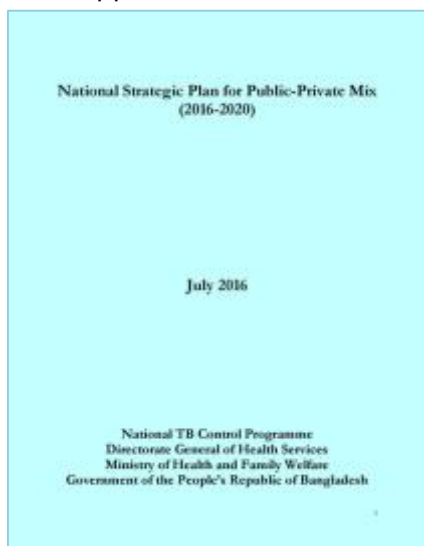 National Strategic Plan for Public-Private Mix
(2016-2020)
July 2016
National TB Control Programme
Directorate General of Health Services
Ministry of Health and Family Welfare
Government of the People's Republic of Bangladesh